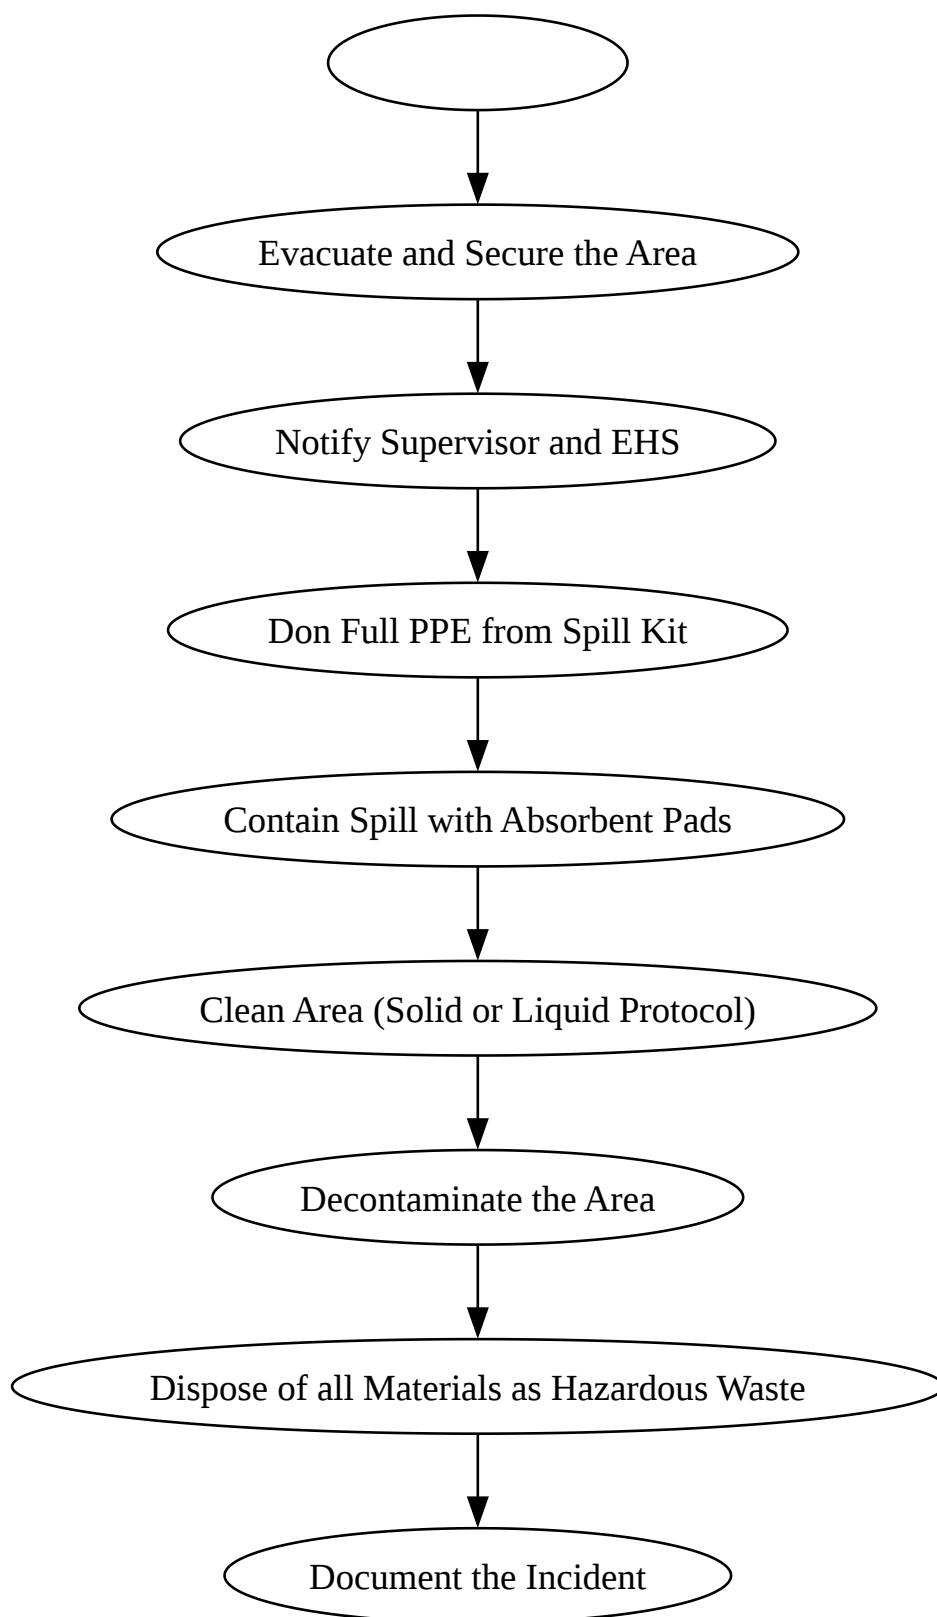 Evacuate and Secure the Area
Notify Supervisor and EHS
Don Full PPE from Spill Kit
Contain Spill with Absorbent Pads
Clean Area (Solid or Liquid Protocol)
Decontaminate the Area
Dispose of all Materials as Hazardous Waste
Document the Incident